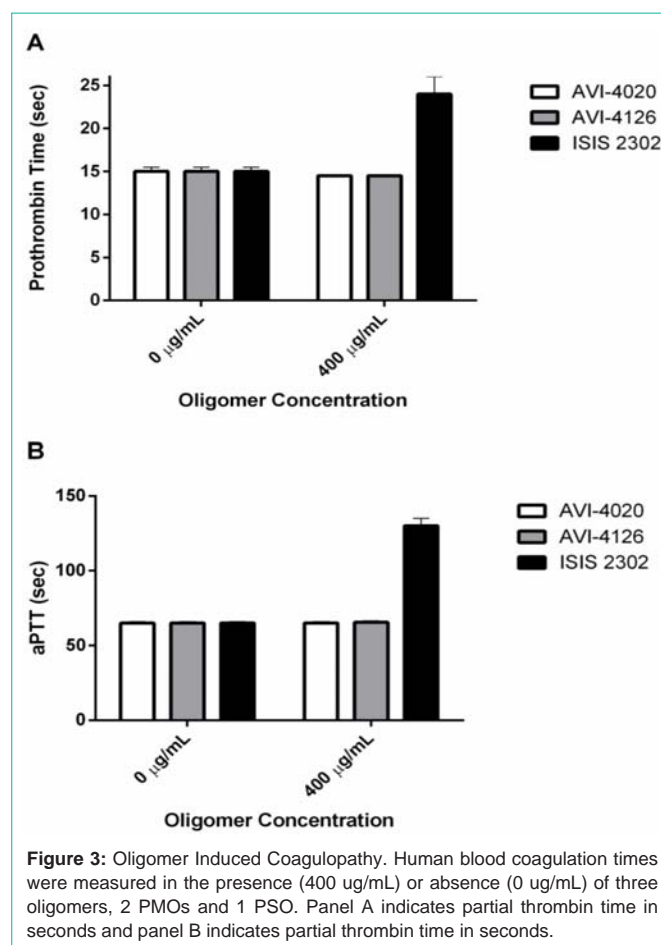 A
Prothrombin Time (sec)
25
20
15
10
5
0
0 µg/mL
400 µg/mL
Oligomer Concentration
AVI-4020
AVI-4126
ISIS 2302
B
aPTT (sec)
150
100
50
0
0 µg/mL
400 µg/mL
Oligomer Concentration
AVI-4020
AVI-4126
ISIS 2302
Figure 3: Oligomer Induced Coagulopathy. Human blood coagulation times
were measured in the presence (400 ug/mL) or absence (0 ug/mL) of three
oligomers, 2 PMOs and 1 PSO. Panel A indicates partial thrombin time in
seconds and panel B indicates partial thrombin time in seconds.